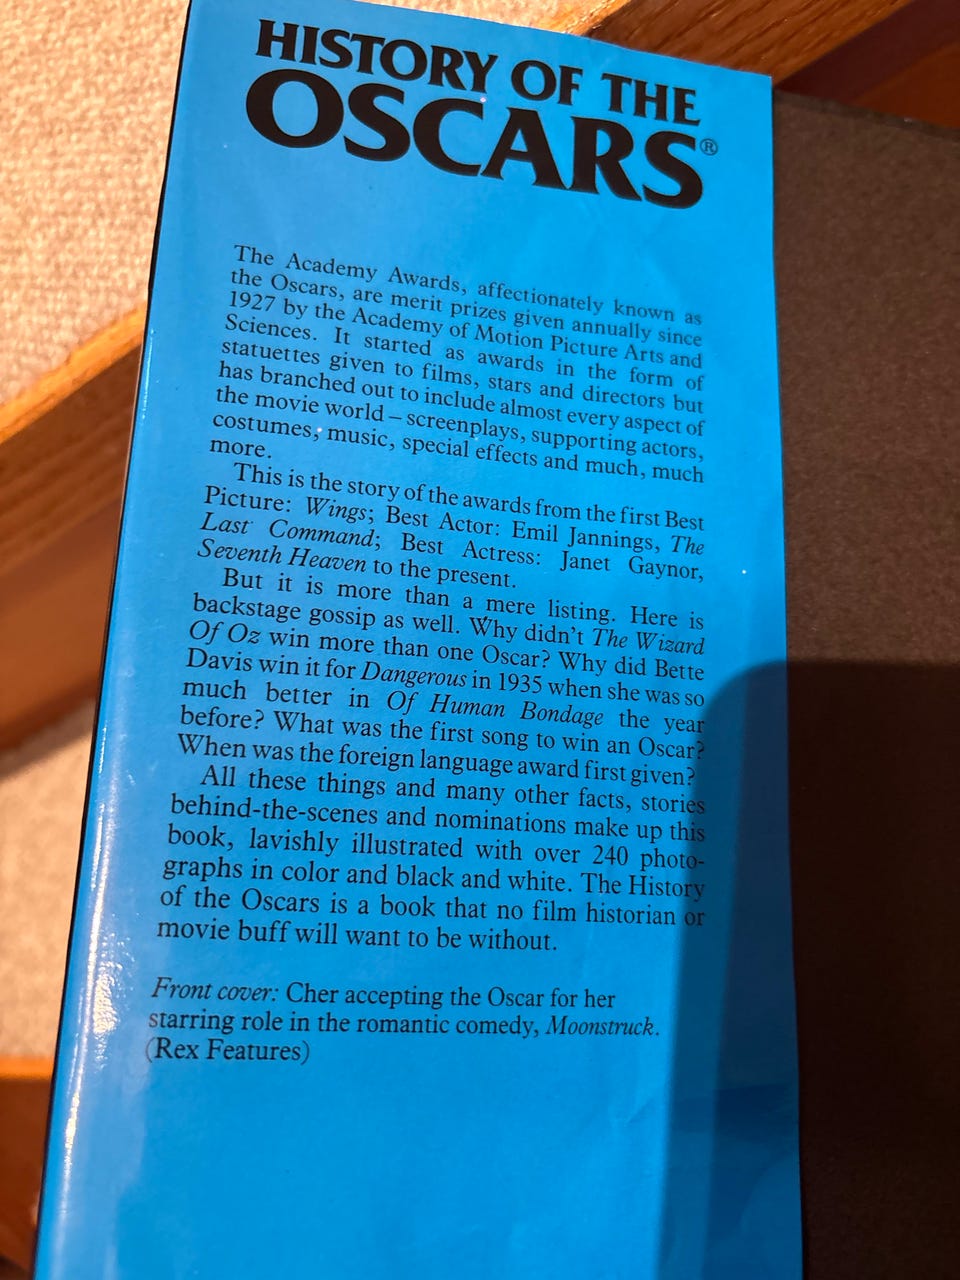 HISTORY OF THE
OSCARS®
The Academy Awards, affectionately known as
the Oscars, are merit prizes given annually since
1927 by the Academy of Motion Picture Arts and
Sciences. It started as awards in the form of
statuettes given to films, stars and directors but
has branched out to include almost every aspect of
the movie world – screenplays, supporting actors,
costumes, music, special effects and much, much
more.
This is the story of the awards from the first Best
Picture: Wings; Best Actor: Emil Jannings, The
Last Command; Best Actress: Janet Gaynor,
Seventh Heaven to the present.
But it is more than a mere listing. Here is
backstage gossip as well. Why didn't The Wizard
Of Oz win more than one Oscar? Why did Bette
Davis win it for Dangerous in 1935 when she was so
much better in Of Human Bondage the year
before? What was the first song to win an Oscar?
When was the foreign language award first given?
All these things and many other facts, stories
behind-the-scenes and nominations make up this
book, lavishly illustrated with over 240 photo-
graphs in color and black and white. The History
of the Oscars is a book that no film historian or
movie buff will want to be without.
Front cover: Cher accepting the Oscar for her
starring role in the romantic comedy, Moonstruck.
(Rex Features)